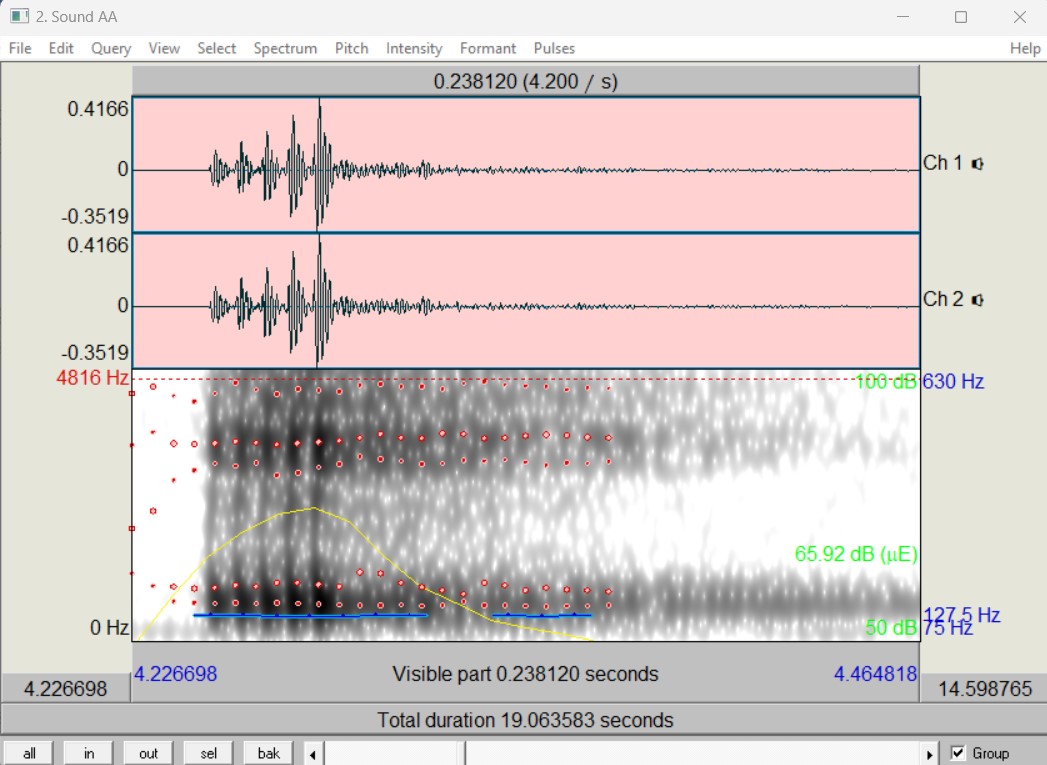 2. Sound AA
File Edit Query View Select Spectrum Pitch Intensity Formant Pulses Help
0.238120 (4.200 / s)
0.4166
0
-0.3519
Ch 1
0.4166
0
-0.3519
Ch 2
4816 Hz 100 dB 630 Hz
65.92 dB (µE)
127.5 Hz
0 Hz 50 dB 75 Hz
4.226698 Visible part 0.238120 seconds 4.464818
4.226698 14.598765
Total duration 19.063583 seconds
all in out sel bak Group